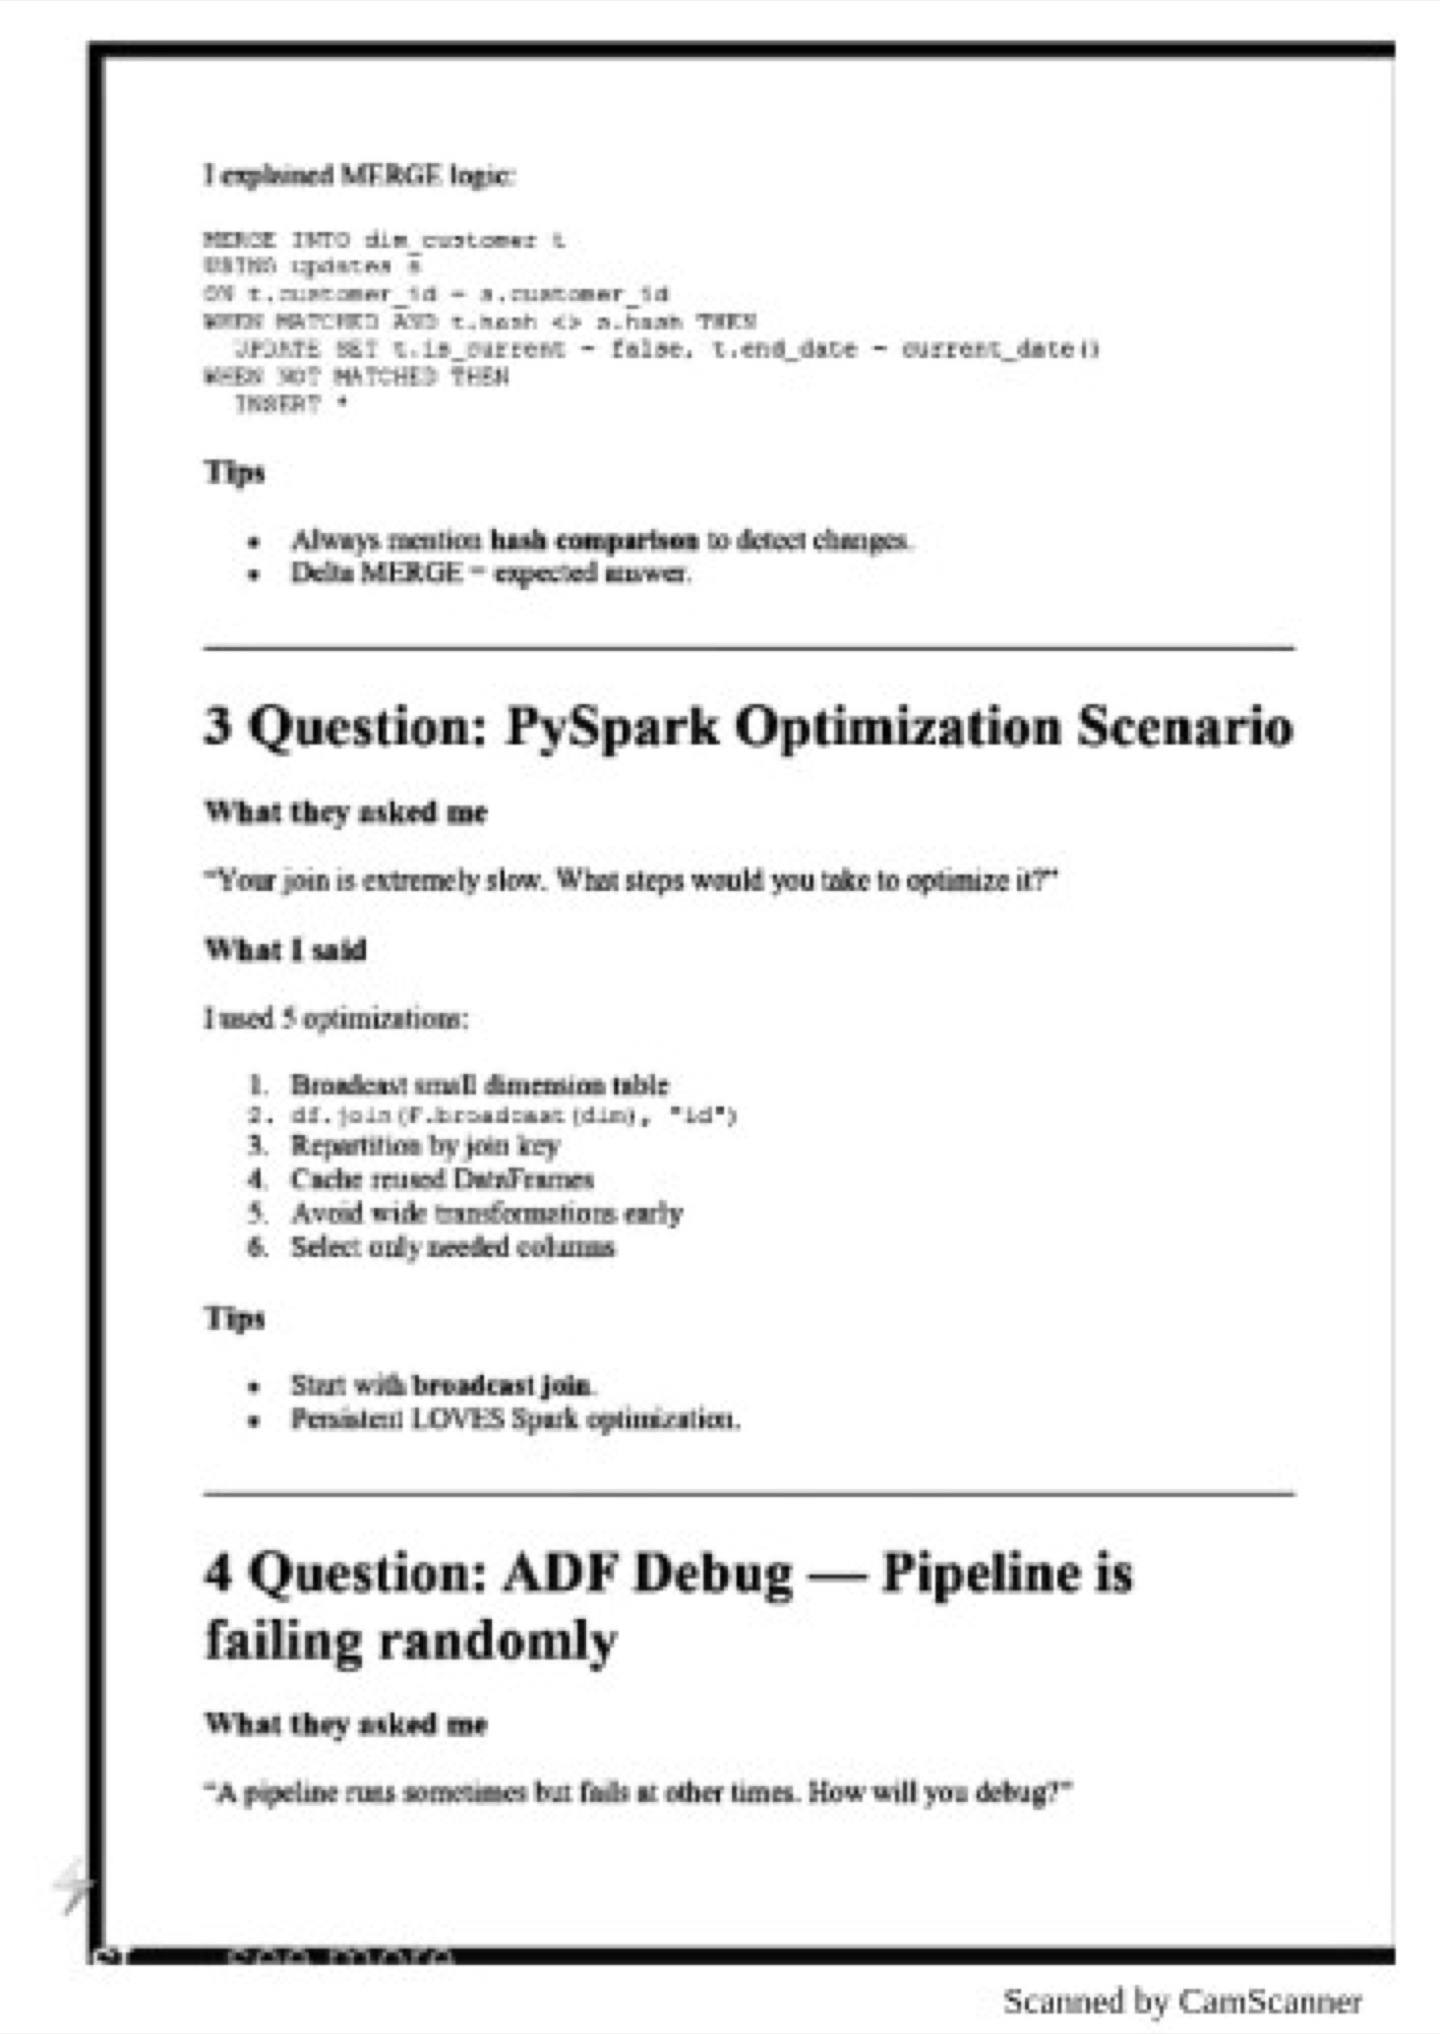 I explained MERGE logic:
MERGE INTO dim_customer t
USING updates s
ON t.customer_id = s.customer_id
WHEN MATCHED AND t.hash <> s.hash THEN
UPDATE SET t.is_current = false, t.end_date = current_date()
WHEN NOT MATCHED THEN
INSERT *
Tips
• Always mention hash comparison to detect changes.
• Delta MERGE = expected answer.
3 Question: PySpark Optimization Scenario
What they asked me
“Your join is extremely slow. What steps would you take to optimize it?”
What I said
I used 5 optimizations:
1. Broadcast small dimension table
2. df.join(F.broadcast(dim), "id")
3. Repartition by join key
4. Cache reused DataFrames
5. Avoid wide transformations early
6. Select only needed columns
Tips
• Start with broadcast join.
• Persistent LOVES Spark optimization.
4 Question: ADF Debug — Pipeline is
failing randomly
What they asked me
“A pipeline runs sometimes but fails at other times. How will you debug?”
see more
Scanned by CamScanner